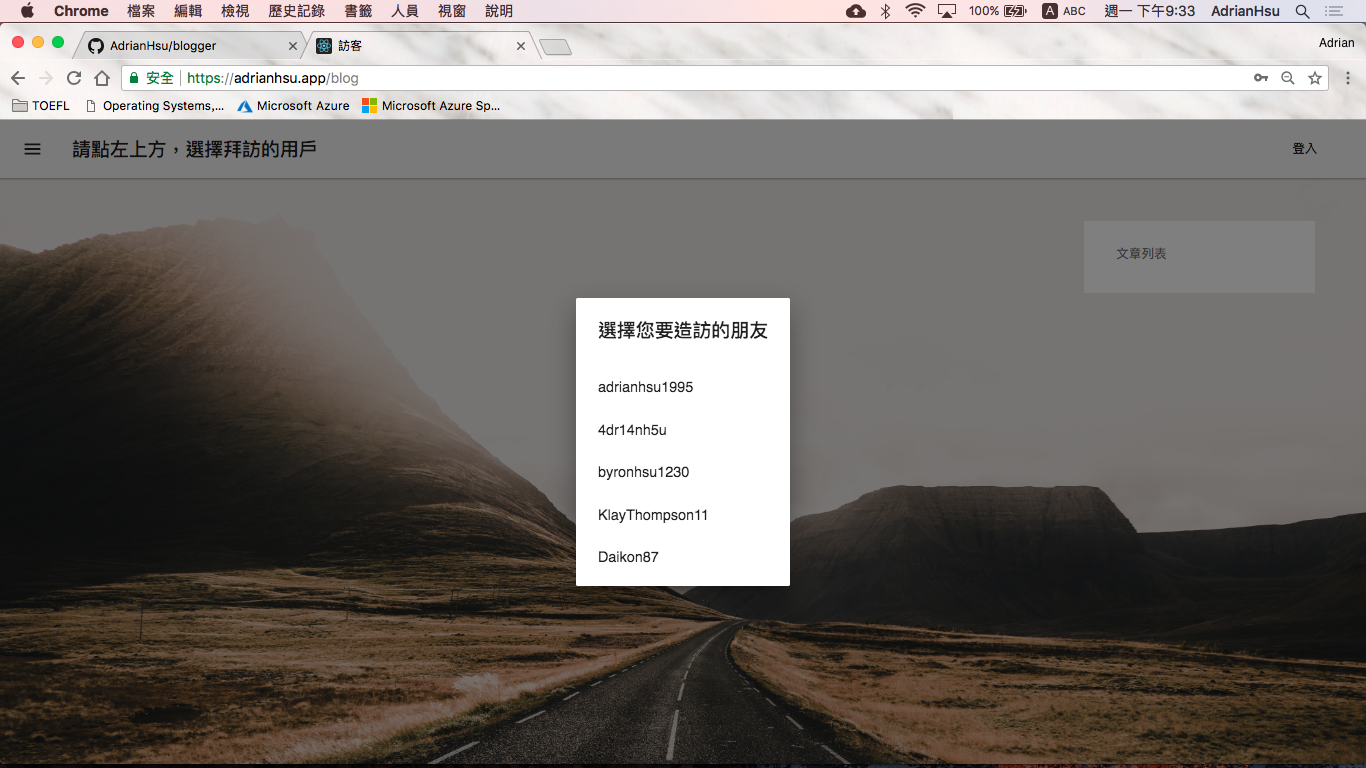 Chrome 檔案 編輯 檢視 歷史記錄 書籤 人員 視窗 說明 100% A ABC 週一 下午9:33 AdrianHsu
AdrianHsu/blogger 訪客 Adrian
安全 https://adrianhsu.app/blog
TOEFL Operating Systems,... Microsoft Azure Microsoft Azure Sp...
請點左上方，選擇拜訪的用戶 登入
文章列表
選擇您要造訪的朋友
adrianhsu1995
4dr14nh5u
byronhsu1230
KlayThompson11
Daikon87